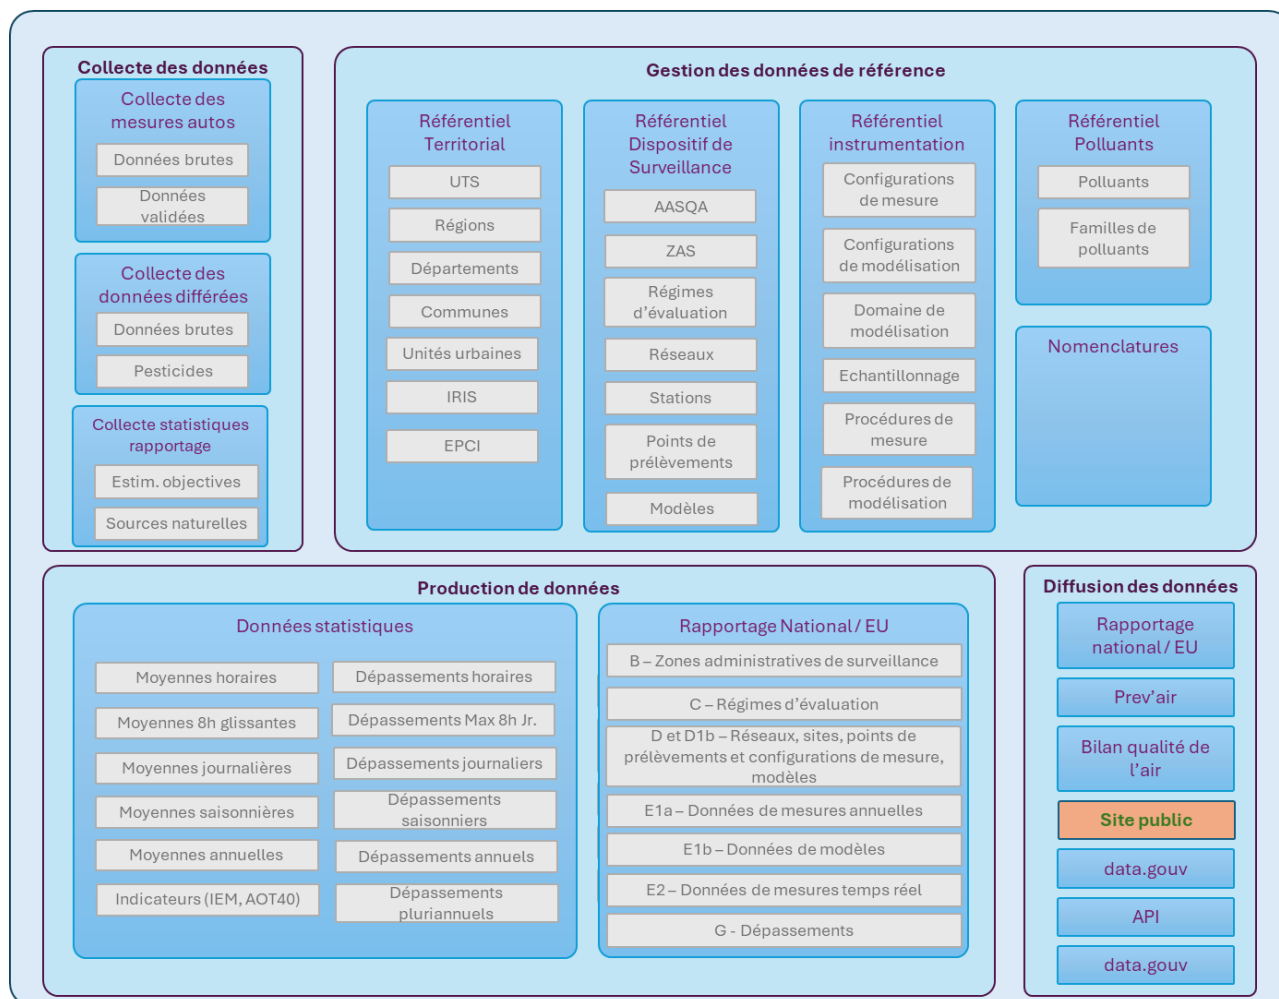 Collecte des données
Collecte des
mesures autos
Données brutes
Données
validées
Collecte des
données différées
Données brutes
Pesticides
Collecte statistiques
rapportage
Estim. objectives
Sources naturelles
Gestion des données de référence
Référentiel
Territorial
UTS
Régions
Départements
Communes
Unités urbaines
IRIS
EPCI
Référentiel
Dispositif de
Surveillance
AASQA
ZAS
Régimes
d’évaluation
Réseaux
Stations
Points de
prélèvements
Modèles
Référentiel
instrumentation
Configurations
de mesure
Configurations
de modélisation
Domaine de
modélisation
Echantillonnage
Procédures de
mesure
Procédures de
modélisation
Référentiel
Polluants
Polluants
Familles de
polluants
Nomenclatures
Production de données
Données statistiques
Moyennes horaires
Moyennes 8h glissantes
Moyennes journalières
Moyennes saisonnières
Moyennes annuelles
Indicateurs (IEM, AOT40)
Dépassements horaires
Dépassements Max 8h Jr.
Dépassements journaliers
Dépassements
saisonniers
Dépassements annuels
Dépassements
pluriannuels
Rapportage National / EU
B – Zones administratives de surveillance
C – Régimes d’évaluation
D et D1b – Réseaux, sites, points de
prélèvements et configurations de mesure,
modèles
E1a – Données de mesures annuelles
E1b – Données de modèles
E2 – Données de mesures temps réel
G - Dépassements
Diffusion des données
Rapportage
national / EU
Prev’air
Bilan qualité de
l’air
Site public
data.gouv
API
data.gouv